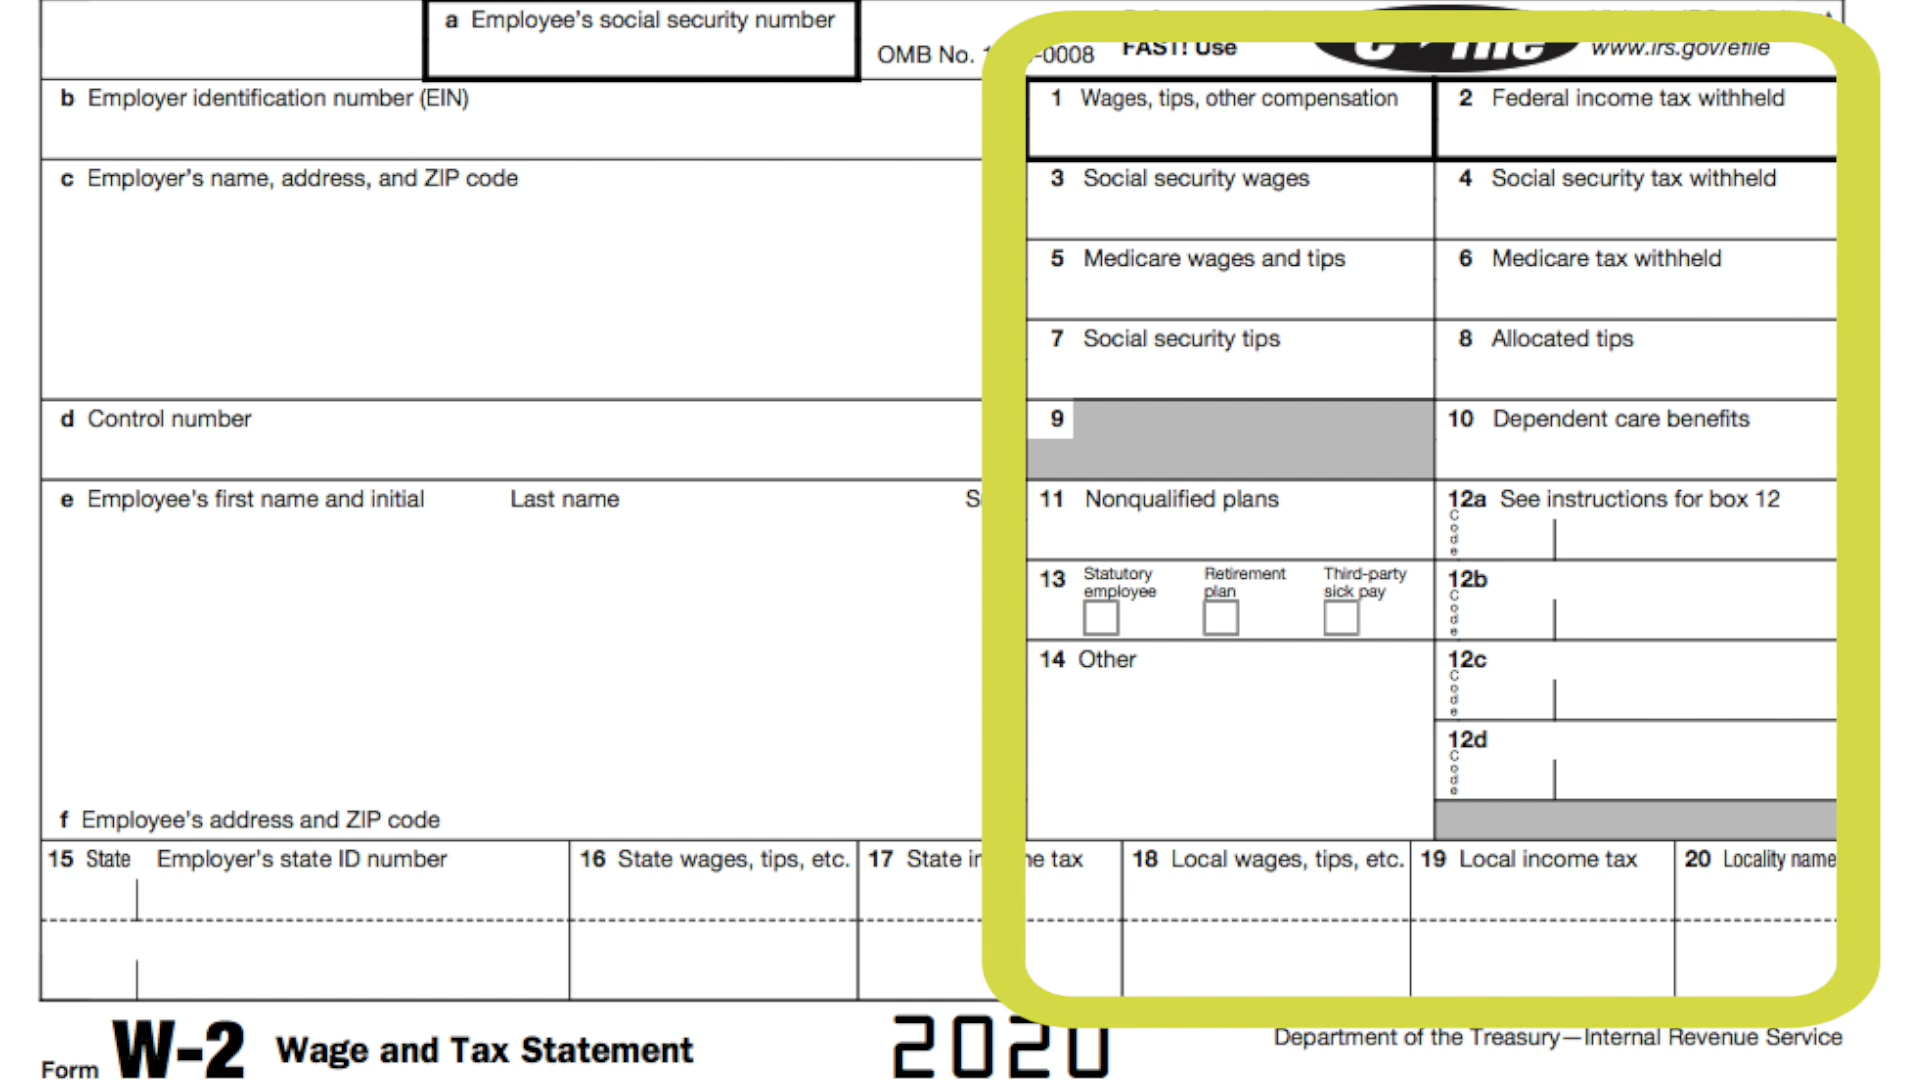 a Employee's social security number
OMB No. 1 -0008
FAST! Use
e file
www.irs.gov/efile
b Employer identification number (EIN)
1 Wages, tips, other compensation
2 Federal income tax withheld
c Employer's name, address, and ZIP code
3 Social security wages
4 Social security tax withheld
5 Medicare wages and tips
6 Medicare tax withheld
7 Social security tips
8 Allocated tips
d Control number
9
10 Dependent care benefits
e Employee's first name and initial
Last name
S
11 Nonqualified plans
12a See instructions for box 12
Code
13 Statutory employee
Retirement plan
Third-party sick pay
12b
Code
14 Other
12c
Code
12d
Code
f Employee's address and ZIP code
15 State
Employer's state ID number
16 State wages, tips, etc.
17 State in e tax
18 Local wages, tips, etc.
19 Local income tax
20 Locality name
Form W-2 Wage and Tax Statement
2020
Department of the Treasury—Internal Revenue Service